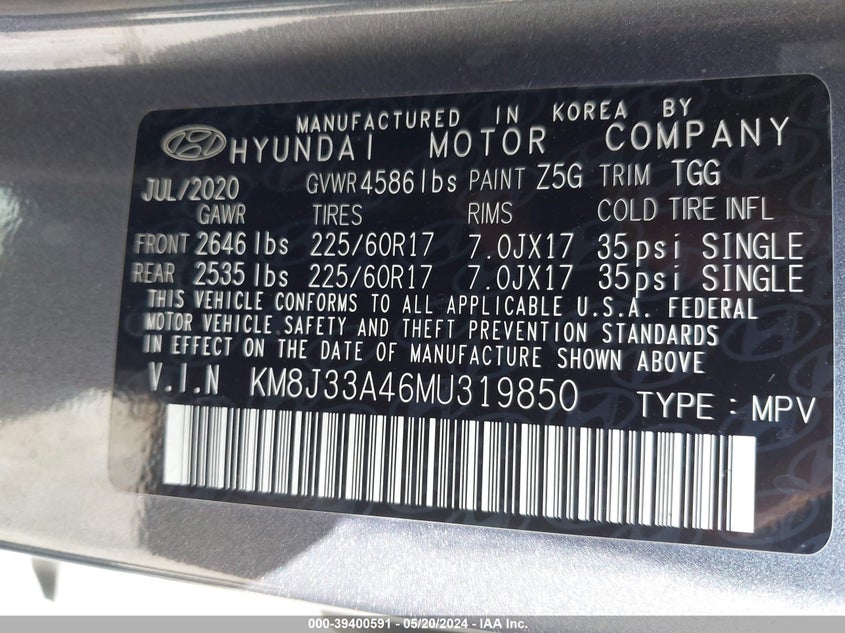 MANUFACTURED IN KOREA BY
HYUNDAI MOTOR COMPANY
JUL/2020 GVWR 4586lbs PAINT Z5G TRIM TGG
GAWR TIRES RIMS COLD TIRE INFL
FRONT 2646 lbs 225/60R17 7.0JX17 35psi SINGLE
REAR 2535 lbs 225/60R17 7.0JX17 35psi SINGLE
THIS VEHICLE CONFORMS TO ALL APPLICABLE U.S.A. FEDERAL
MOTOR VEHICLE SAFETY AND THEFT PREVENTION STANDARDS
IN EFFECT ON THE DATE OF MANUFACTURE SHOWN ABOVE
V.I.N KM8J33A46MU319850 TYPE : MPV
000-39400591 - 05/20/2024 - IAA Inc.